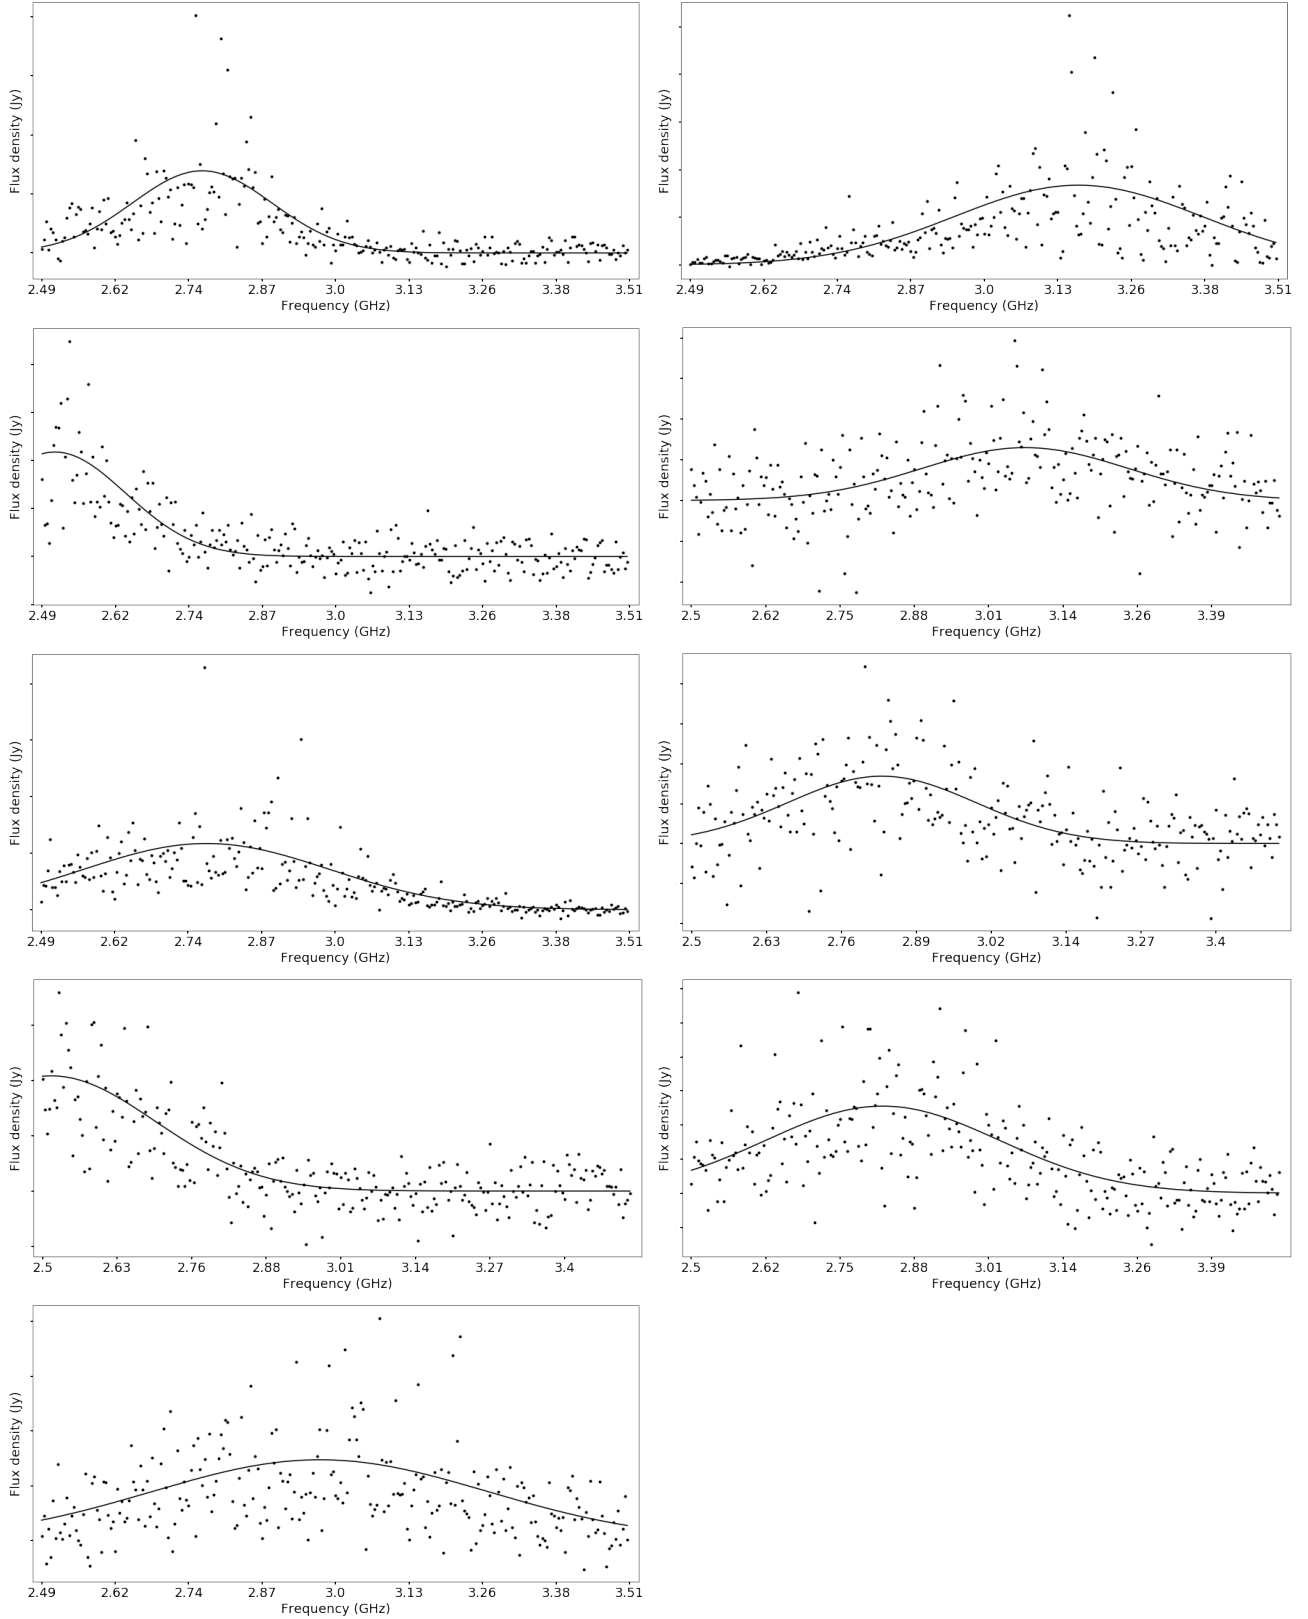 Flux density (Jy)
2.49 2.62 2.74 2.87 3.0 3.13 3.26 3.38 3.51
Frequency (GHz)
Flux density (Jy)
2.49 2.62 2.74 2.87 3.0 3.13 3.26 3.38 3.51
Frequency (GHz)
Flux density (Jy)
2.49 2.62 2.74 2.87 3.0 3.13 3.26 3.38 3.51
Frequency (GHz)
Flux density (Jy)
2.5 2.62 2.75 2.88 3.01 3.14 3.26 3.39
Frequency (GHz)
Flux density (Jy)
2.49 2.62 2.74 2.87 3.0 3.13 3.26 3.38 3.51
Frequency (GHz)
Flux density (Jy)
2.5 2.63 2.76 2.89 3.02 3.14 3.27 3.4
Frequency (GHz)
Flux density (Jy)
2.5 2.63 2.76 2.88 3.01 3.14 3.27 3.4
Frequency (GHz)
Flux density (Jy)
2.5 2.62 2.75 2.88 3.01 3.14 3.26 3.39
Frequency (GHz)
Flux density (Jy)
2.49 2.62 2.74 2.87 3.0 3.13 3.26 3.38 3.51
Frequency (GHz)